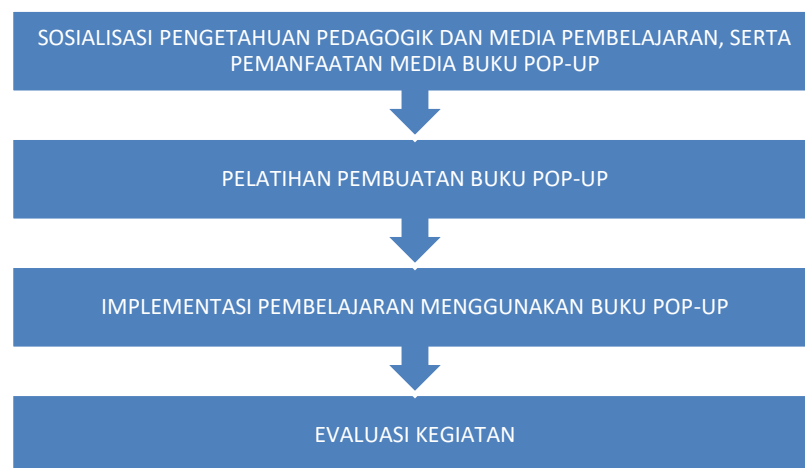 SOSIALISASI PENGETAHUAN PEDAGOGIK DAN MEDIA PEMBELAJARAN, SERTA
PEMANFAATAN MEDIA BUKU POP-UP
PELATIHAN PEMBUATAN BUKU POP-UP
IMPLEMENTASI PEMBELAJARAN MENGGUNAKAN BUKU POP-UP
EVALUASI KEGIATAN